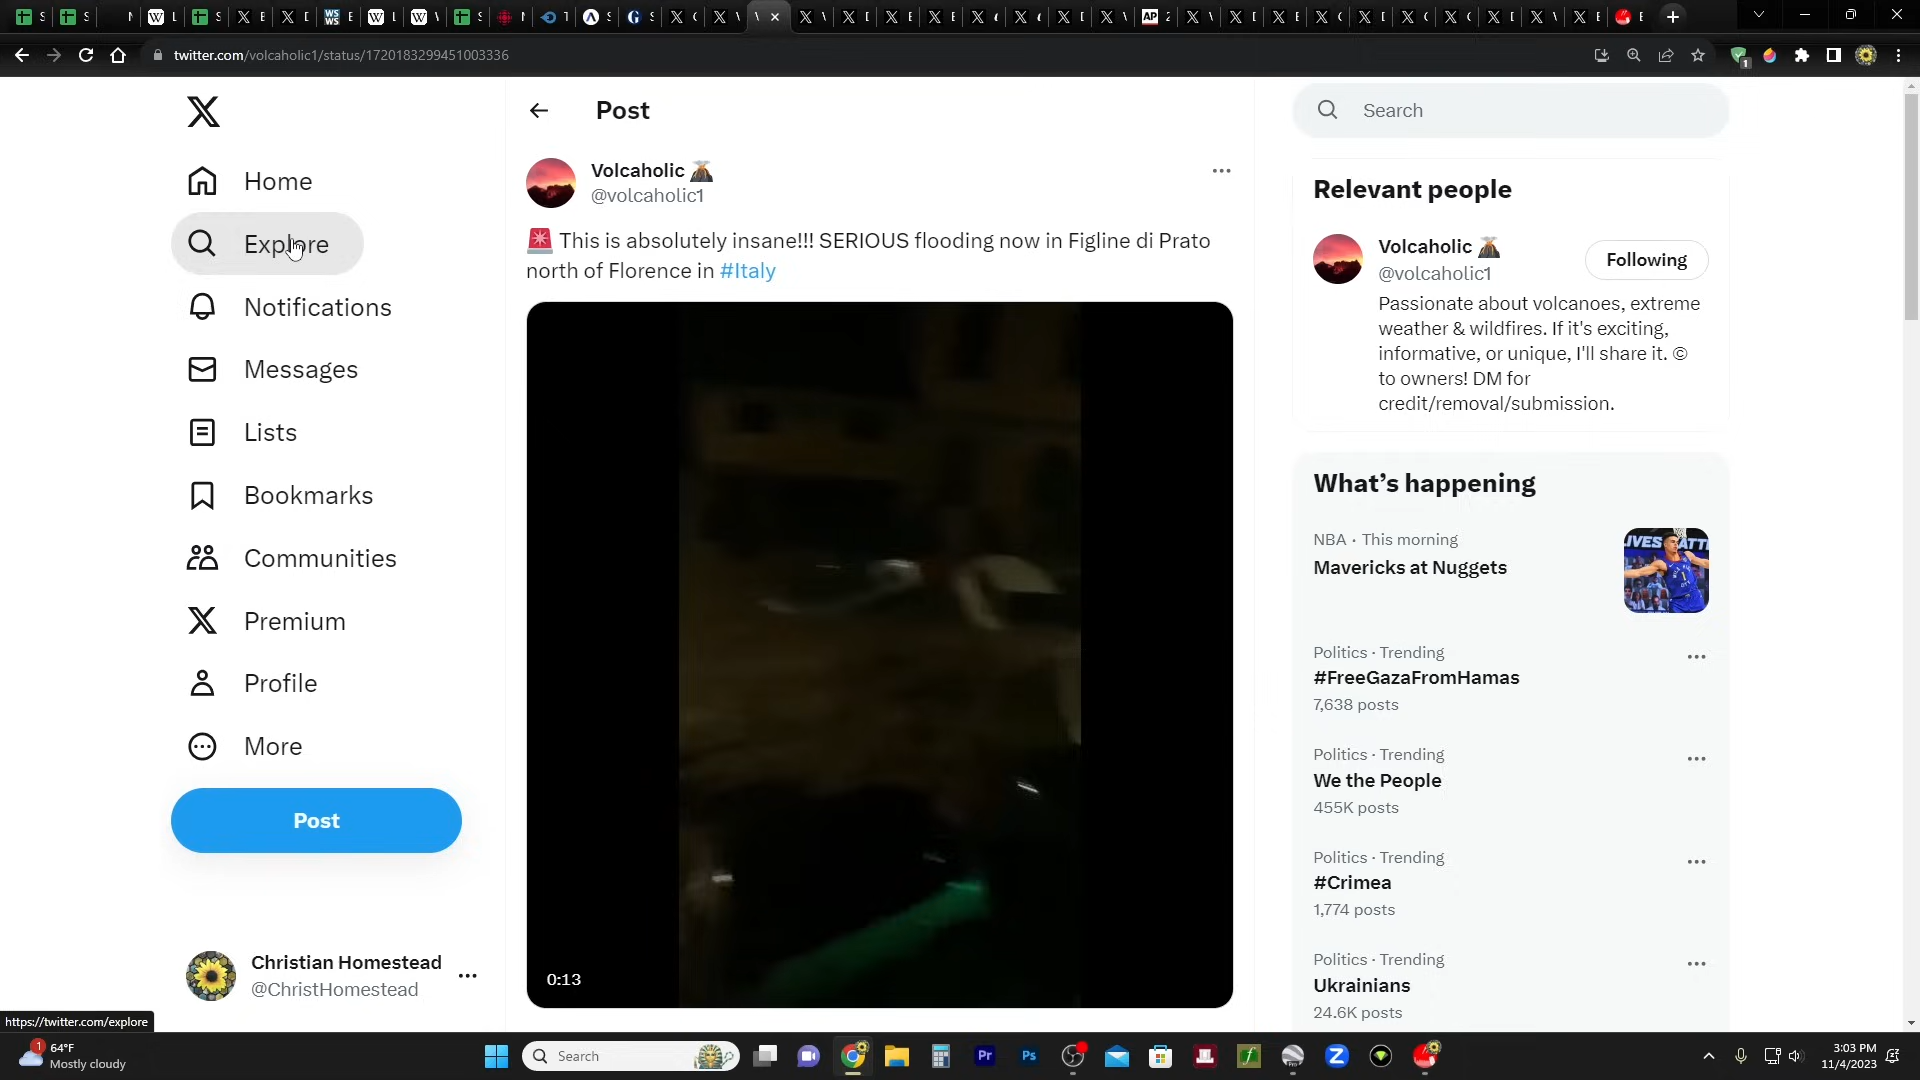 twitter.com/volcaholic1/status/1720183299451003336
Home
Explore
Notifications
Messages
Lists
Bookmarks
Communities
Premium
Profile
More
Post
Christian Homestead
@ChristHomestead
https://twitter.com/explore
Post
Volcaholic 🌋
@volcaholic1
🚨 This is absolutely insane!!! SERIOUS flooding now in Figline di Prato
north of Florence in #Italy
0:13
Search
Relevant people
Volcaholic 🌋
@volcaholic1
Following
Passionate about volcanoes, extreme
weather & wildfires. If it's exciting,
informative, or unique, I'll share it. ©
to owners! DM for
credit/removal/submission.
What's happening
NBA · This morning
Mavericks at Nuggets
Politics · Trending
#FreeGazaFromHamas
7,638 posts
Politics · Trending
We the People
455K posts
Politics · Trending
#Crimea
1,774 posts
Politics · Trending
Ukrainians
24.6K posts
64°F
Mostly cloudy
Search
3:03 PM
11/4/2023